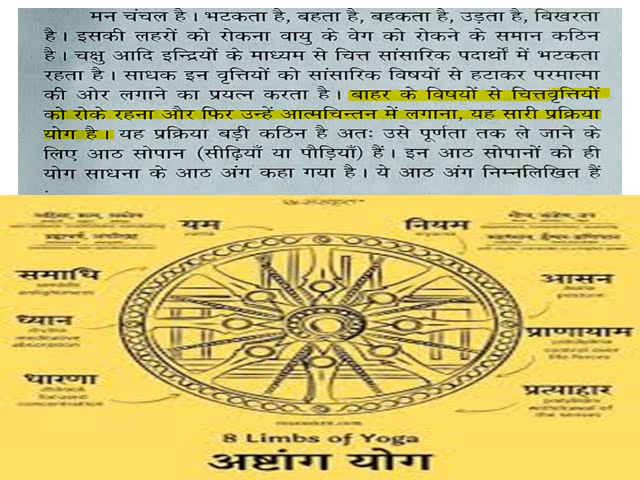 मन चंचल है। भटकता है, बहता है, बहकता है, उड़ता है, बिखरता
है। इसकी लहरों को रोकना वायु के वेग को रोकने के समान कठिन
है। चक्षु आदि इन्द्रियों के माध्यम से चित्त सांसारिक पदार्थों में भटकता
रहता है। साधक इन वृत्तियों को सांसारिक विषयों से हटाकर परमात्मा
की ओर लगाने का प्रयत्न करता है। बाहर के विषयों से चित्तवृत्तियों
को रोके रहना और फिर उन्हें आत्मचिन्तन में लगाना, यह सारी प्रक्रिया
योग है। यह प्रक्रिया बड़ी कठिन है अतः उसे पूर्णता तक ले जाने के
लिए आठ सोपान (सीढ़ियाँ या पौड़ियाँ) हैं। इन आठ सोपानों को ही
योग साधना के आठ अंग कहा गया है। ये आठ अंग निम्नलिखित हैं
यम
नियम
समाधि
आसन
ध्यान
प्राणायाम
धारणा
प्रत्याहार
8 Limbs of Yoga
अष्टांग योग